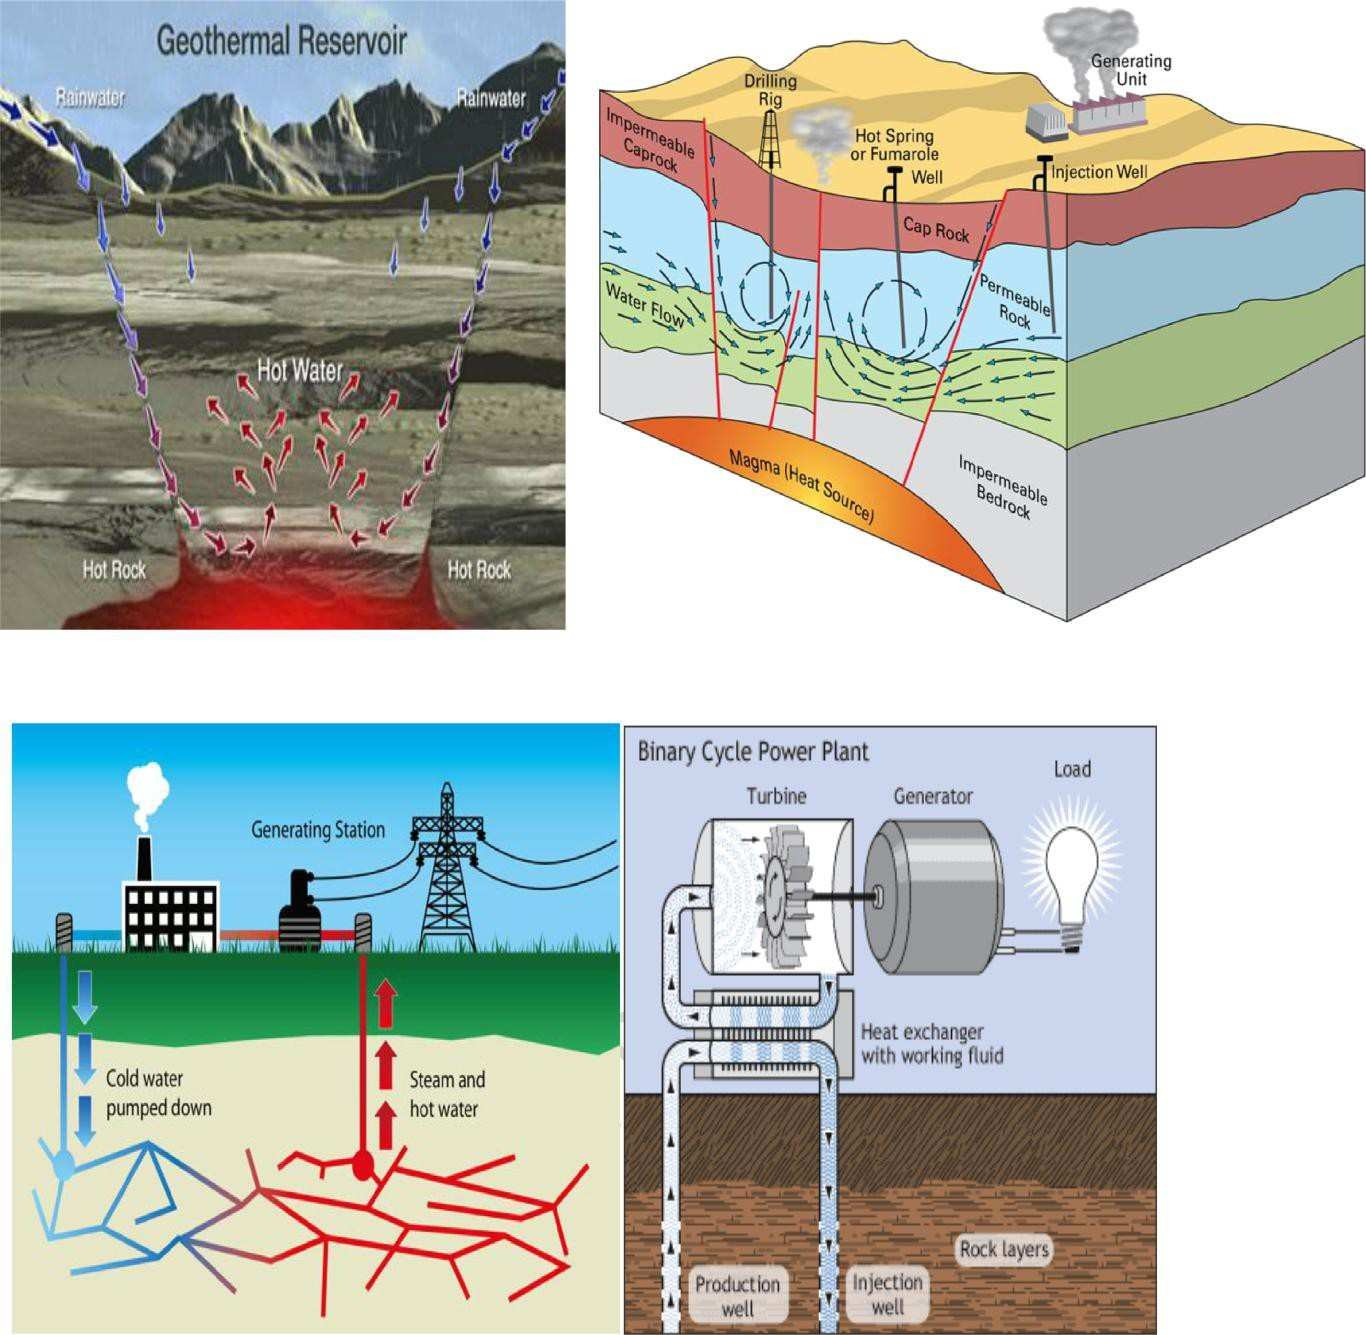 Geothermal Reservoir
Rainwater
Rainwater
Hot Water
Hot Rock
Hot Rock
Generating
Unit
Drilling
Rig
Impermeable
Caprock
Hot Spring
or Fumarole
Well
Injection Well
Cap Rock
Water Flow
Permeable
Rock
Magma (Heat Source)
Impermeable
Bedrock
Generating Station
Cold water
pumped down
Steam and
hot water
Binary Cycle Power Plant
Load
Turbine
Generator
Heat exchanger
with working fluid
Rock layers
Production
well
Injection
well